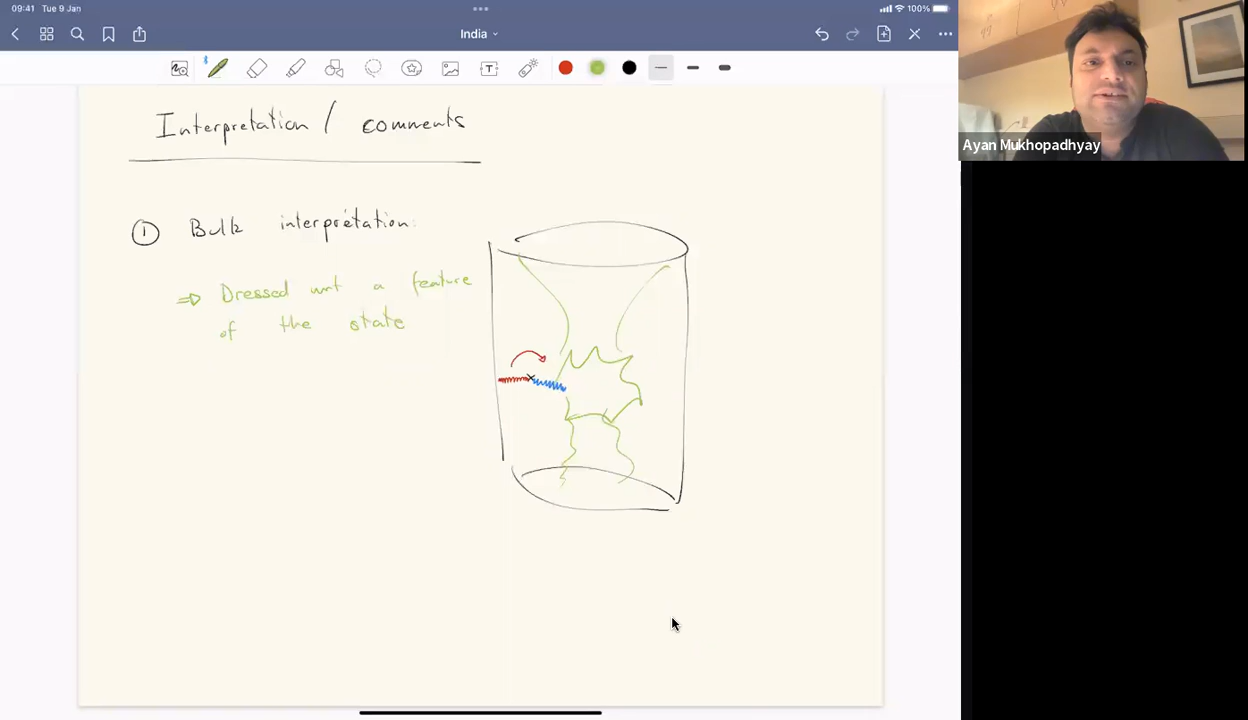 09:41 Tue 9 Jan
100%
India
Ayan Mukhopadhyay
Interpretation / comments
① Bulk interpretation:
⇒ Dressed wrt a feature
of the state